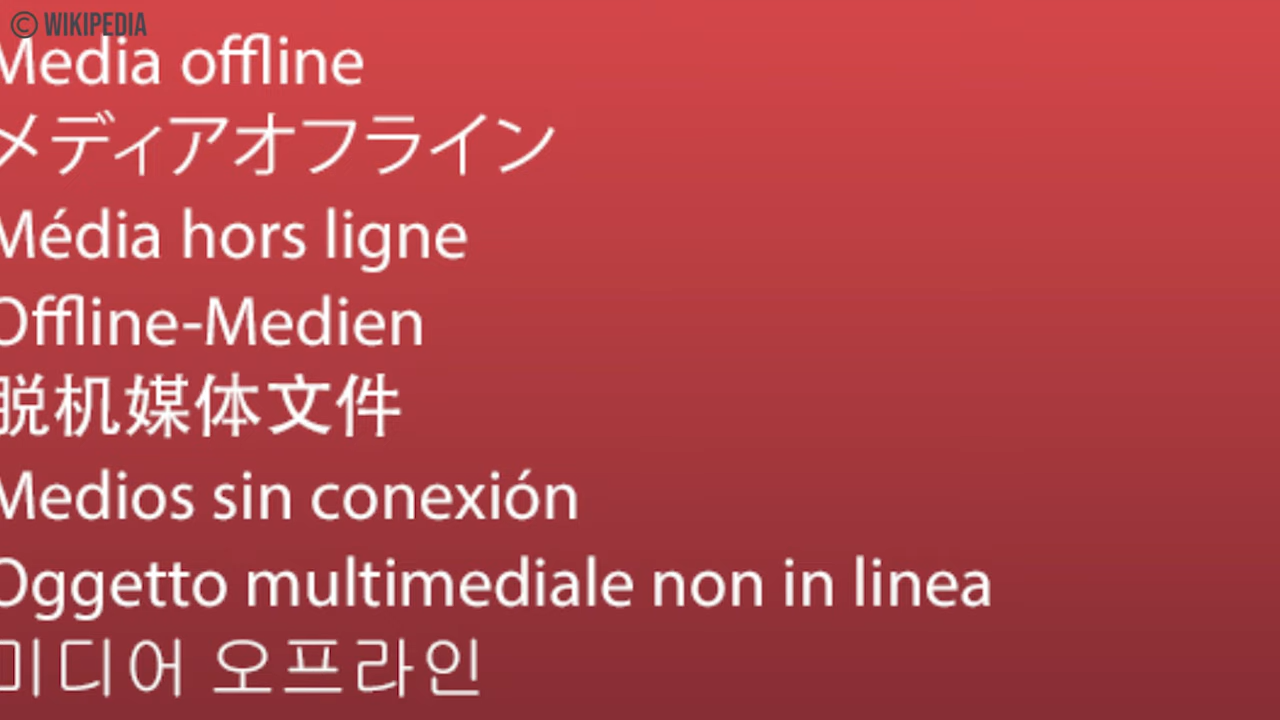 © WIKIPEDIA
Media offline
メディアオフライン
Média hors ligne
Offline-Medien
脱机媒体文件
Medios sin conexión
Oggetto multimediale non in linea
미디어 오프라인